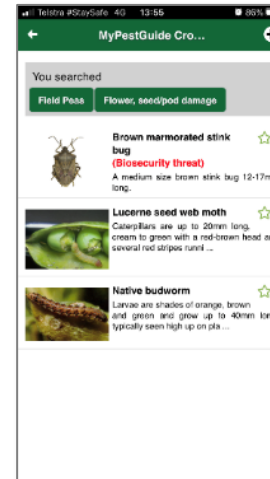 Telstra #StaySafe 4G 13:55 86%
MyPestGuide Cro...
You searched
Field Peas Flower, seed/pod damage
Brown marmorated stink
bug
(Biosecurity threat)
A medium size brown stink bug 12-17m
long.
Lucerne seed web moth
Caterpillars are up to 20mm long,
cream to green with a red-brown head a
several red stripes runni ...
Native budworm
Larvae are shades of orange, brown
and green and grow up to 40mm lon
typically seen high up on pla ...